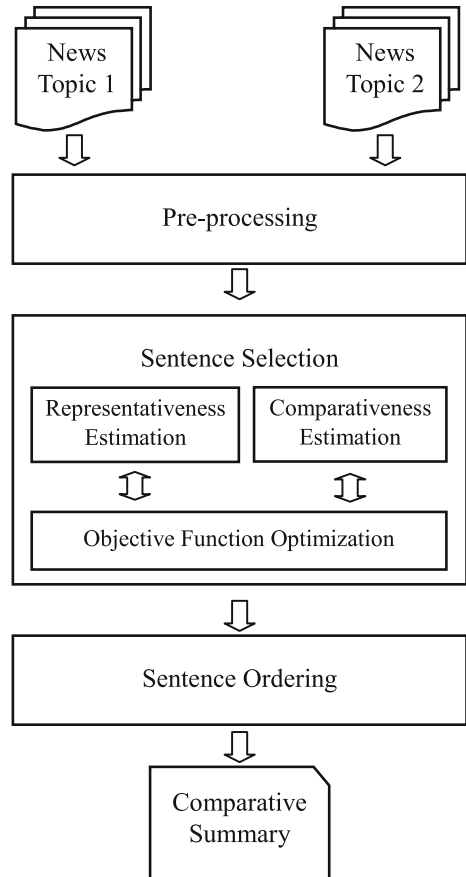 News
Topic 1
News
Topic 2
Pre-processing
Sentence Selection
Representativeness
Estimation
Comparativeness
Estimation
Objective Function Optimization
Sentence Ordering
Comparative
Summary